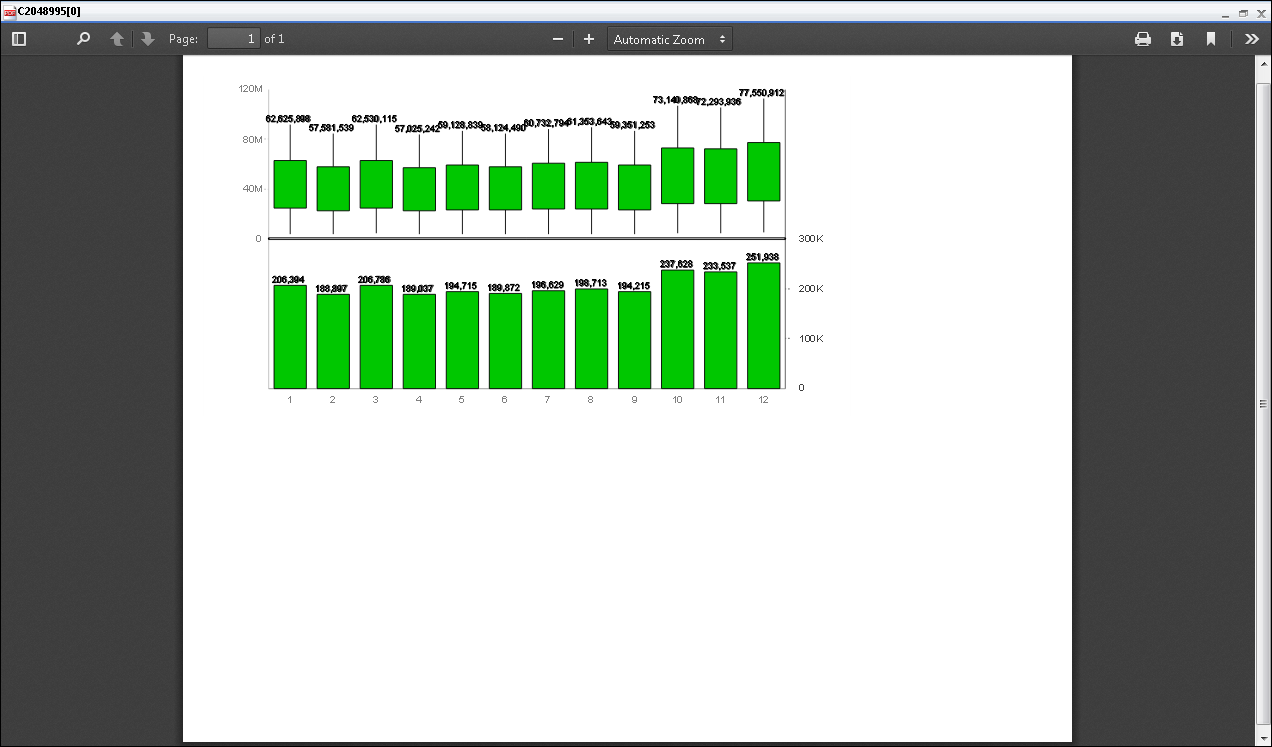 C2048995[0]
Page: 1 of 1
Automatic Zoom
120M
80M
40M
0
62,625,898
57,581,539
62,530,115
57,025,242
59,128,839
58,124,490
60,732,794
61,353,643
59,351,253
73,140,868
72,293,936
77,550,912
300K
200K
100K
0
206,394
188,897
206,786
189,037
194,715
189,872
196,629
198,713
194,215
237,628
233,537
251,938
1 2 3 4 5 6 7 8 9 10 11 12